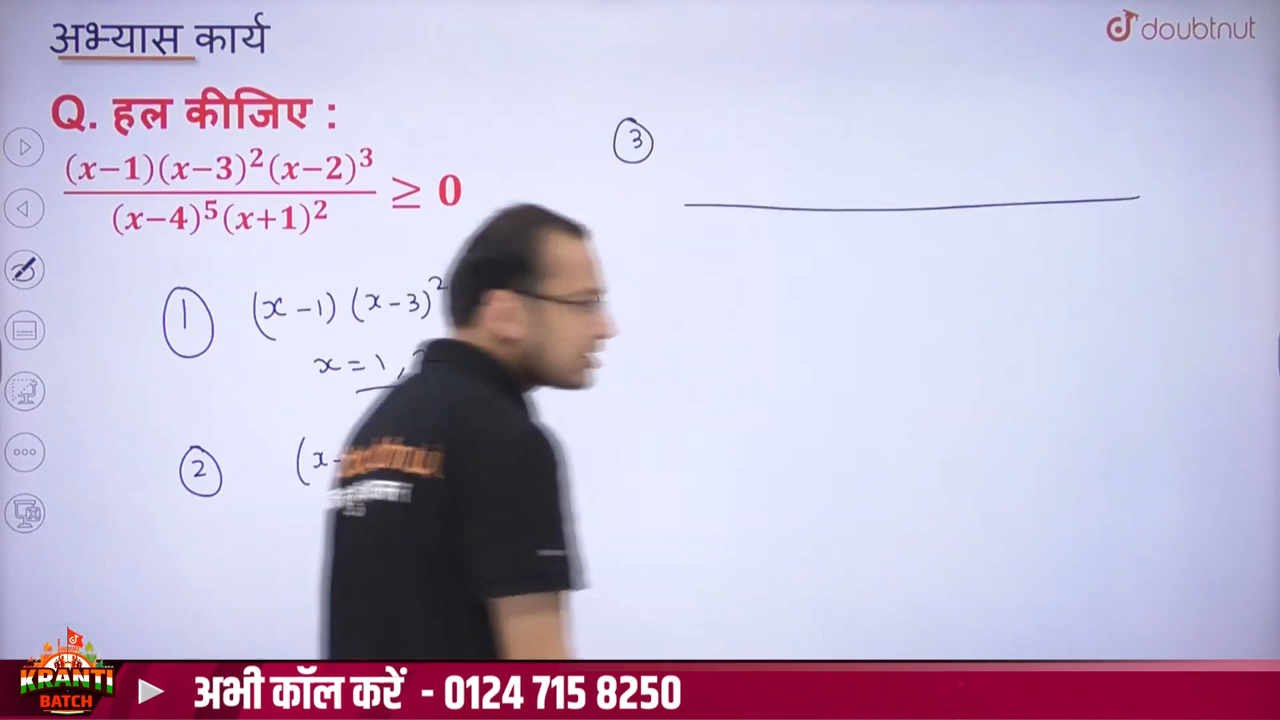 अभ्यास कार्य
doubtnut
Q. हल कीजिए :
(x−1)(x−3)²(x−2)³
(x−4)⁵(x+1)²
≥ 0
① (x−1) (x−3)²
x = 1,
② (x-
③
KRANTI
BATCH
अभी कॉल करें - 0124 715 8250